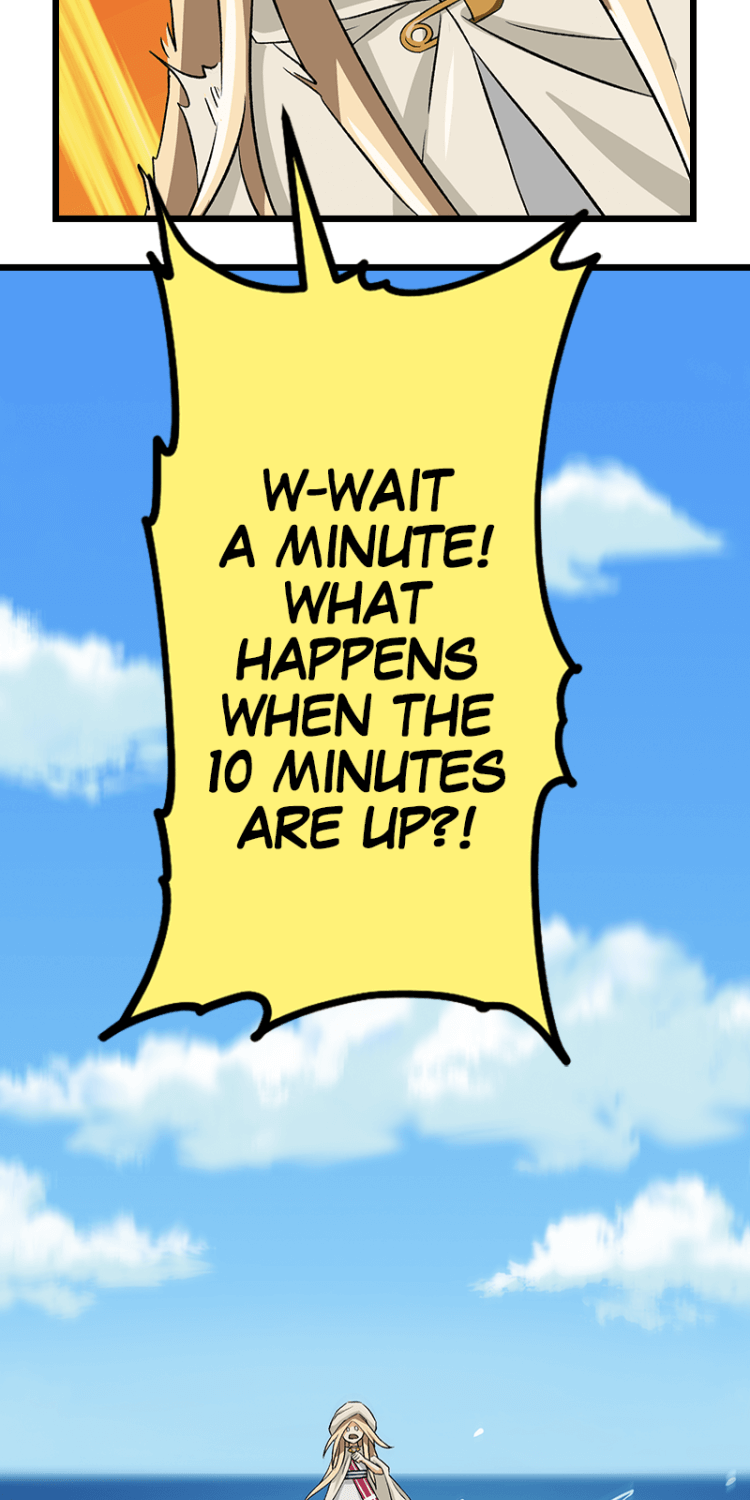 W-WAIT
A MINUTE!
WHAT
HAPPENS
WHEN THE
10 MINUTES
ARE UP?!